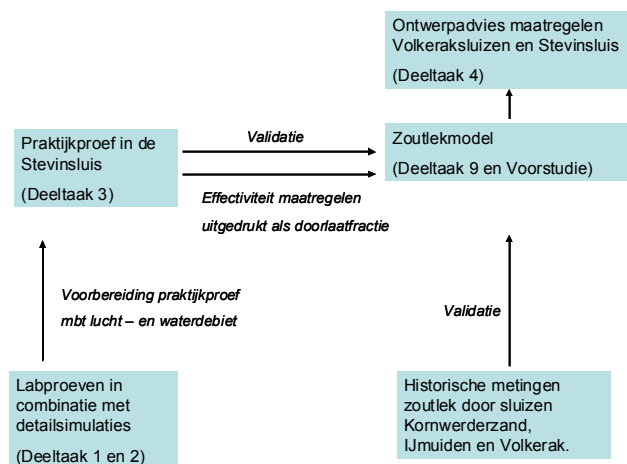 Ontwerpadvies maatregelen
Volkeraksluizen en Stevinsluis
(Deeltaak 4)
Praktijkproef in de
Stevinsluis
(Deeltaak 3)
Validatie
Effectiviteit maatregelen
uitgedrukt als doorlaatfractie
Zoutlekmodel
(Deeltaak 9 en Voorstudie)
Voorbereiding praktijkproef
mbt lucht – en waterdebiet
Validatie
Labproeven in
combinatie met
detailsimulaties
(Deeltaak 1 en 2)
Historische metingen
zoutlek door sluizen
Kornwerderzand,
IJmuiden en Volkerak.